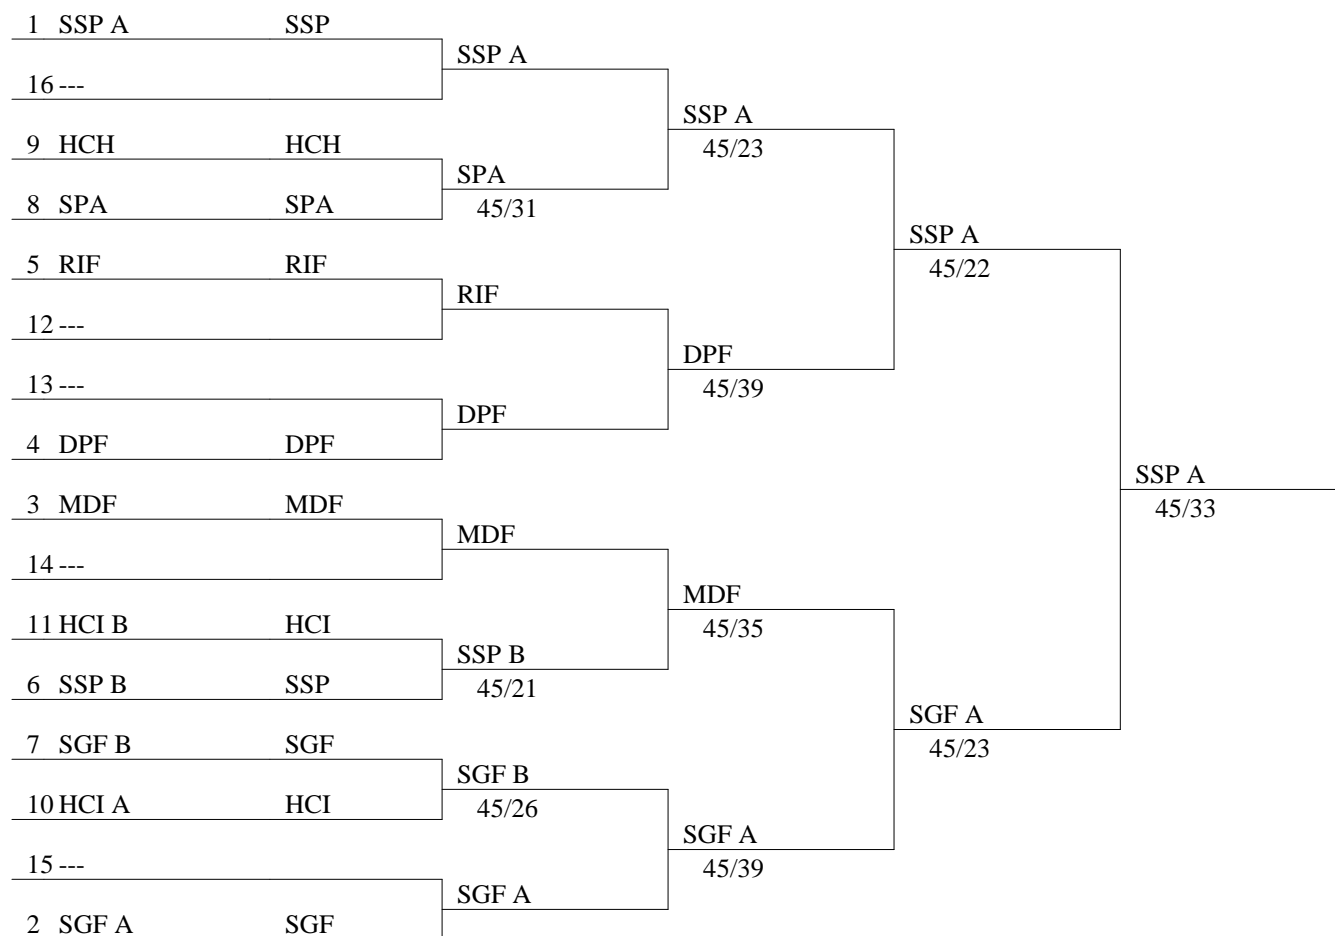 1 SSP A SSP
SSP A
16 ---
SSP A
9 HCH HCH
45/23
SPA
8 SPA SPA
45/31
SSP A
5 RIF RIF
45/22
RIF
12 ---
DPF
13 ---
45/39
DPF
4 DPF DPF
SSP A
3 MDF MDF
45/33
MDF
14 ---
MDF
11 HCI B HCI
45/35
SSP B
6 SSP B SSP
45/21
SGF A
7 SGF B SGF
45/23
SGF B
10 HCI A HCI
45/26
SGF A
15 ---
45/39
SGF A
2 SGF A SGF